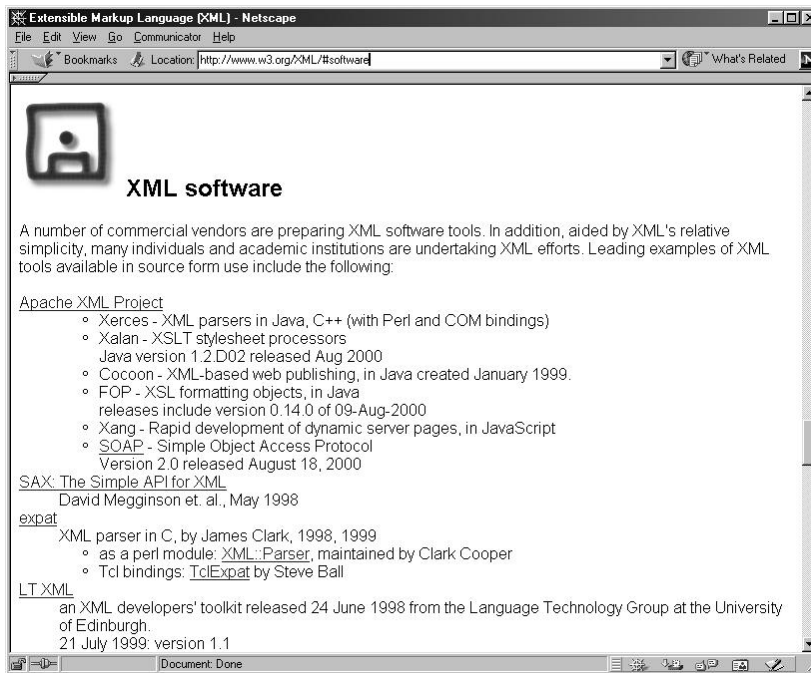 Extensible Markup Language (XML) - Netscape
File Edit View Go Communicator Help
Bookmarks Location: http://www.w3.org/XML/#software What's Related N
XML software
A number of commercial vendors are preparing XML software tools. In addition, aided by XML's relative
simplicity, many individuals and academic institutions are undertaking XML efforts. Leading examples of XML
tools available in source form use include the following:
Apache XML Project
° Xerces - XML parsers in Java, C++ (with Perl and COM bindings)
° Xalan - XSLT stylesheet processors
Java version 1.2.D02 released Aug 2000
° Cocoon - XML-based web publishing, in Java created January 1999.
° FOP - XSL formatting objects, in Java
releases include version 0.14.0 of 09-Aug-2000
° Xang - Rapid development of dynamic server pages, in JavaScript
° SOAP - Simple Object Access Protocol
Version 2.0 released August 18, 2000
SAX: The Simple API for XML
David Megginson et. al., May 1998
expat
XML parser in C, by James Clark, 1998, 1999
° as a perl module: XML::Parser, maintained by Clark Cooper
° Tcl bindings: TclExpat by Steve Ball
LT XML
an XML developers' toolkit released 24 June 1998 from the Language Technology Group at the University
of Edinburgh.
21 July 1999: version 1.1
Document: Done